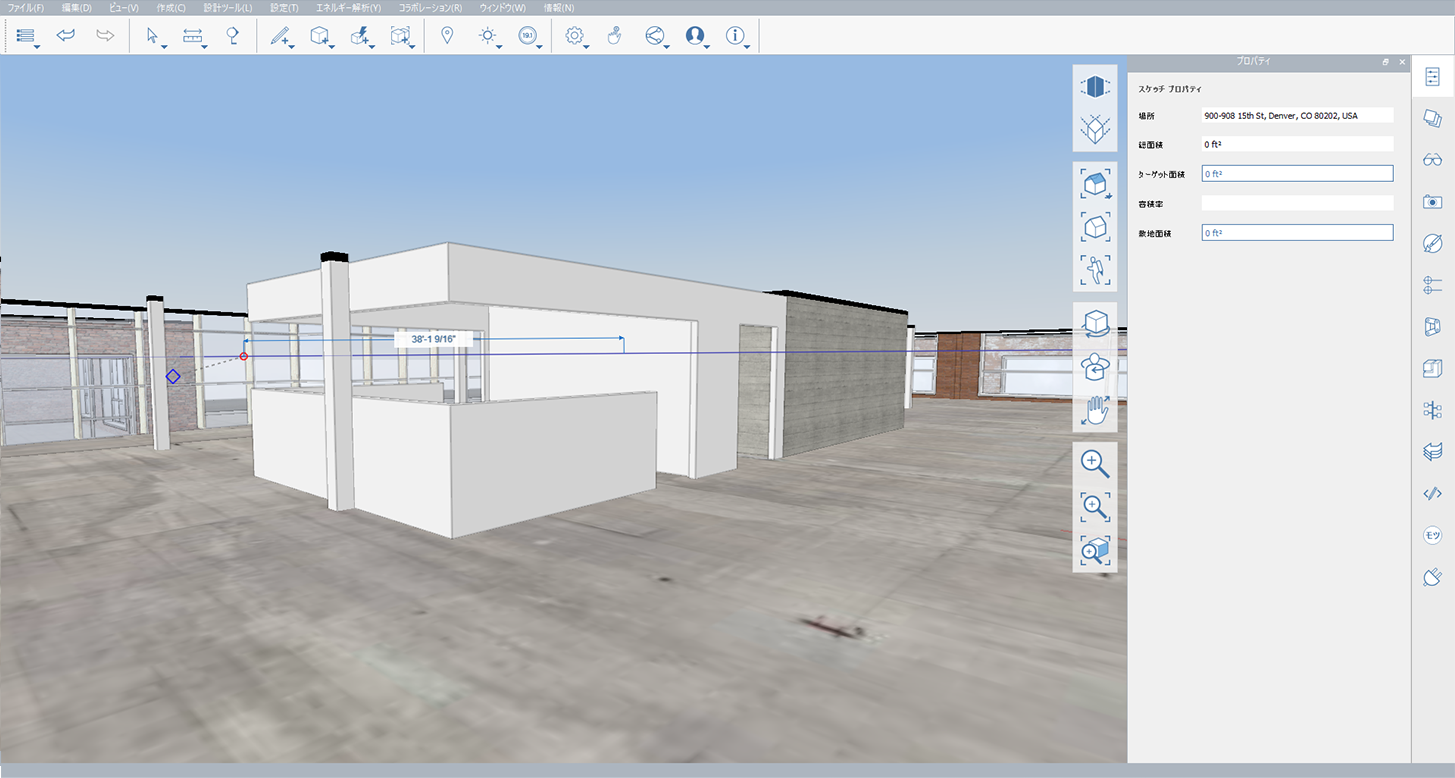 ファイル(F) 編集(D) ビュー(V) 作成(C) 設計ツール(L) 設定(T) エネルギー解析(Y) コラボレーション(R) ウィンドウ(W) 情報(N)
19.1
プロパティ
スケッチ プロパティ
場所 900-908 15th St, Denver, CO 80202, USA
総面積 0 ft²
ターゲット面積 0 ft²
容積率
敷地面積 0 ft²
38'-1 9/16"
モツ